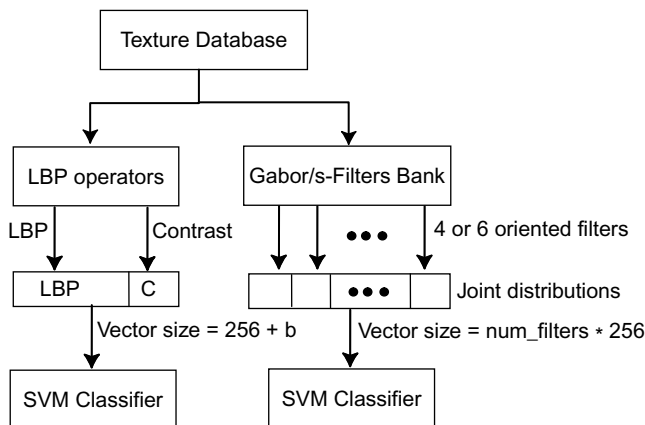 Texture Database
LBP operators
Gabor/s-Filters Bank
LBP
Contrast
4 or 6 oriented filters
LBP
C
Joint distributions
Vector size = 256 + b
Vector size = num_filters * 256
SVM Classifier
SVM Classifier